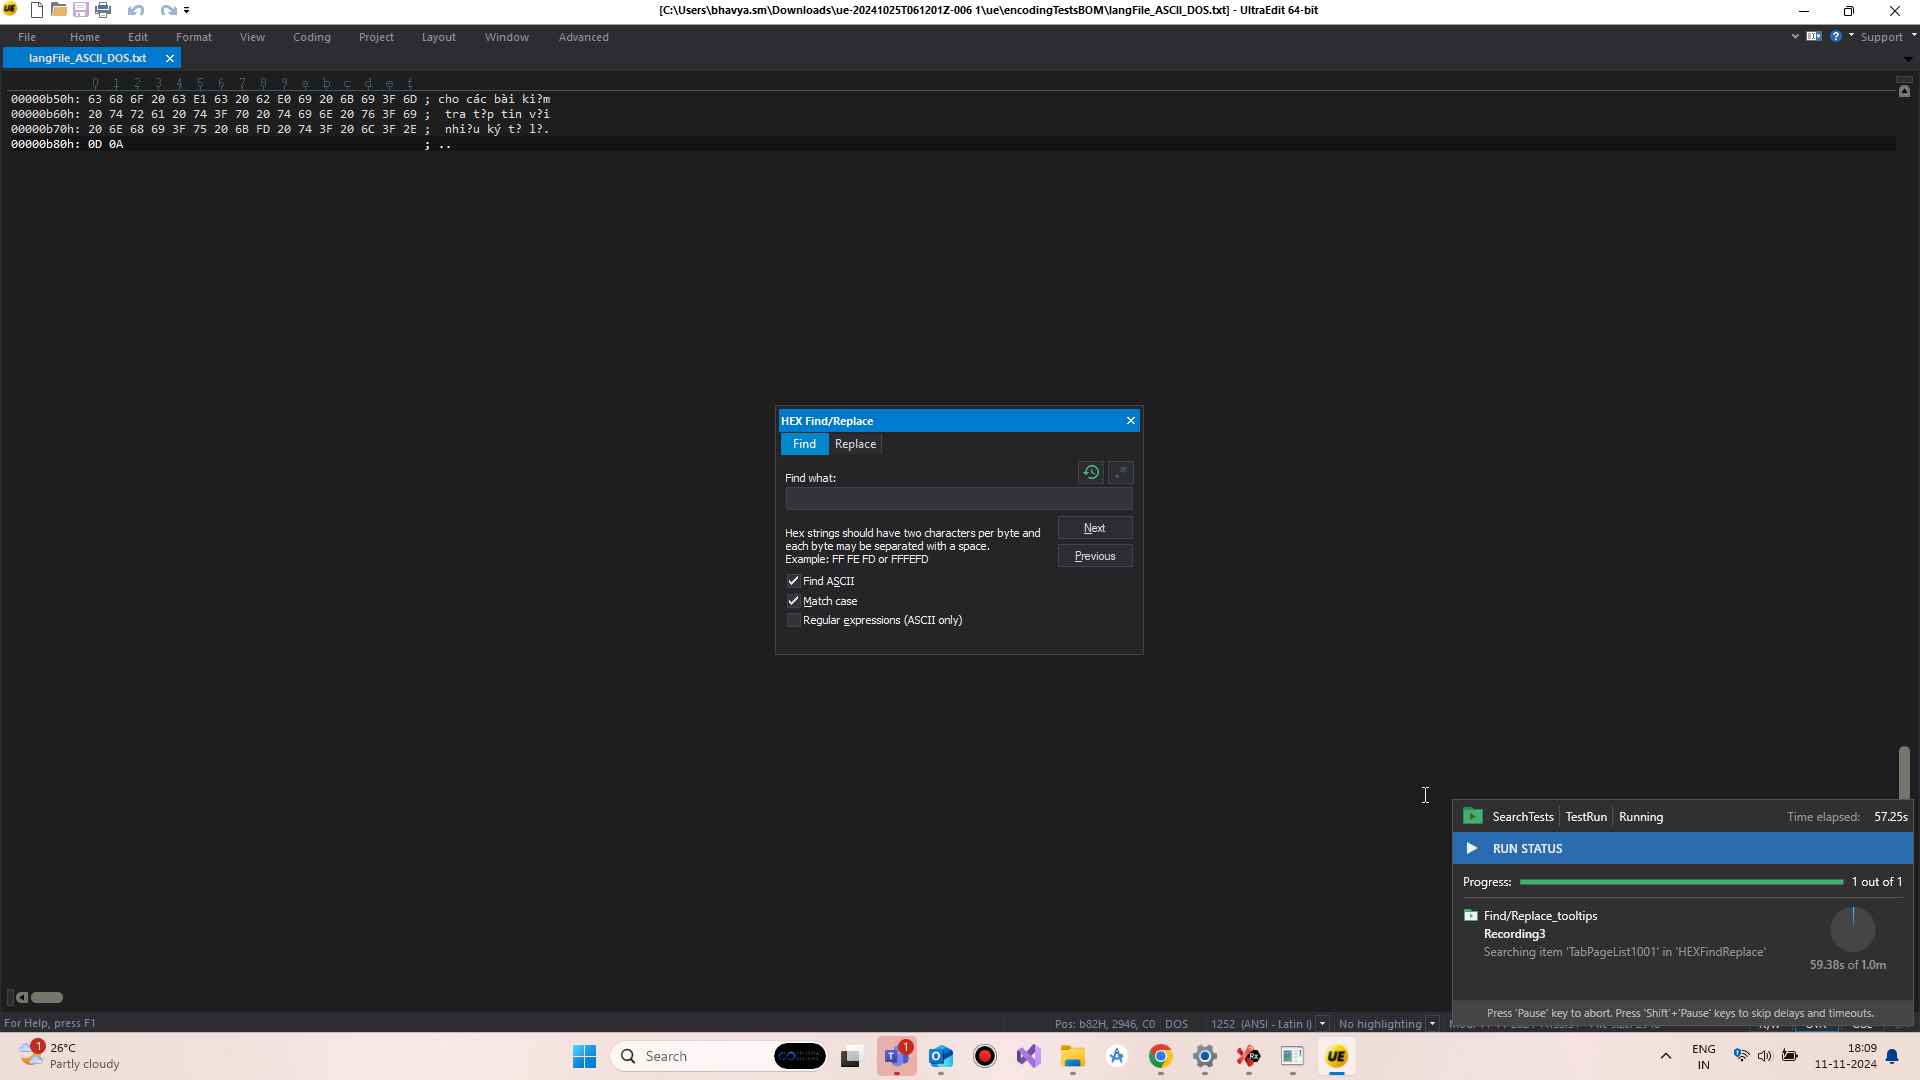 [C:\Users\bhavya.sm\Downloads\ue-20241025T061201Z-006 1\ue\encodingTestsBOM\langFile_ASCII_DOS.txt] - UltraEdit 64-bit
File Home Edit Format View Coding Project Layout Window Advanced Support
langFile_ASCII_DOS.txt
0 1 2 3 4 5 6 7 8 9 a b c d e f
00000b50h: 63 68 6F 20 63 E1 63 20 62 E0 69 20 6B 69 3F 6D ; cho các bài ki?m
00000b60h: 20 74 72 61 20 74 3F 70 20 74 69 6E 20 76 3F 69 ;  tra t?p tin v?i
00000b70h: 20 6E 68 69 3F 75 20 6B FD 20 74 3F 20 6C 3F 2E ;  nhi?u ký t? l?.
00000b80h: 0D 0A ; ..
HEX Find/Replace
Find Replace
Find what:
Hex strings should have two characters per byte and
each byte may be separated with a space.
Example: FF FE FD or FFFEFD
Next
Previous
Find ASCII
Match case
Regular expressions (ASCII only)
SearchTests TestRun Running Time elapsed: 57.25s
RUN STATUS
Progress: 1 out of 1
Find/Replace_tooltips
Recording3
Searching item 'TabPageList1001' in 'HEXFindReplace'
59.38s of 1.0m
Press 'Pause' key to abort. Press 'Shift'+'Pause' keys to skip delays and timeouts.
For Help, press F1
Pos: b82H, 2946, C0 DOS 1252 (ANSI - Latin I) No highlighting
1
26°C
Partly cloudy
Search
1
UE
ENG
IN
18:09
11-11-2024